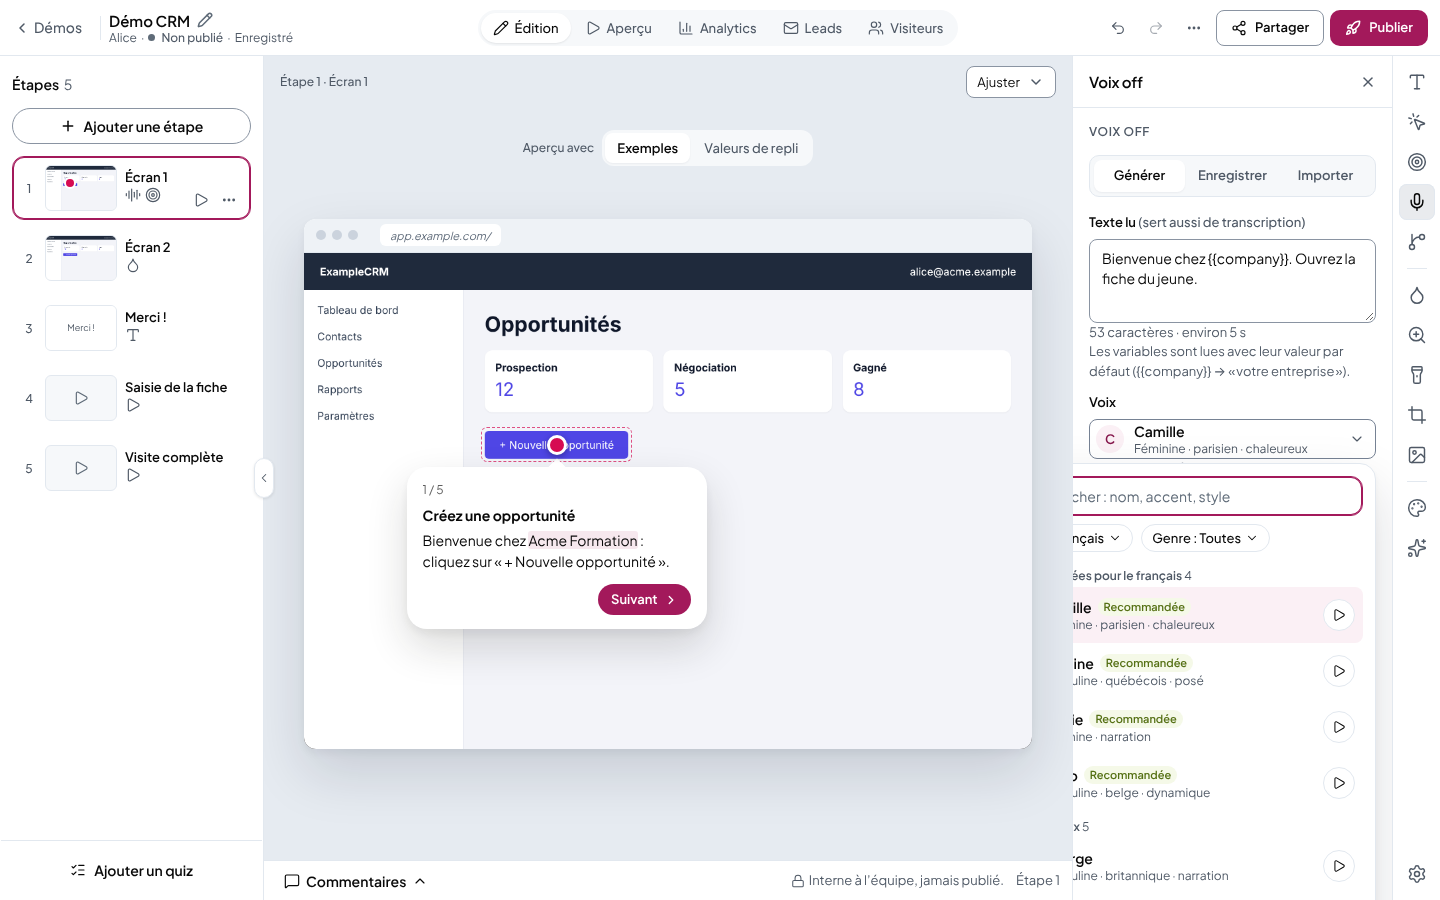 Démos
Démo CRM
Alice · Non publié · Enregistré
Édition
Aperçu
Analytics
Leads
Visiteurs
Partager
Publier
Étapes 5
Ajouter une étape
1
Écran 1
2
Écran 2
3
Merci !
Merci !
4
Saisie de la fiche
5
Visite complète
Ajouter un quiz
Étape 1 · Écran 1
Ajuster
Aperçu avec
Exemples
Valeurs de repli
app.example.com/
ExampleCRM
alice@acme.example
Tableau de bord
Contacts
Opportunités
Rapports
Paramètres
Opportunités
Prospection
12
Négociation
5
Gagné
8
+ Nouvell portunité
1 / 5
Créez une opportunité
Bienvenue chez Acme Formation :
cliquez sur « + Nouvelle opportunité ».
Suivant
Commentaires
Interne à l'équipe, jamais publié.
Étape 1
Voix off
VOIX OFF
Générer
Enregistrer
Importer
Texte lu (sert aussi de transcription)
Bienvenue chez {{company}}. Ouvrez la
fiche du jeune.
53 caractères · environ 5 s
Les variables sont lues avec leur valeur par
défaut ({{company}} → « votre entreprise »).
Voix
C
Camille
Féminine · parisien · chaleureux
cher : nom, accent, style
nçais
Genre : Toutes
ées pour le français 4
ille Recommandée
nine · parisien · chaleureux
ine Recommandée
uline · québécois · posé
ie Recommandée
nine · narration
o Recommandée
uline · belge · dynamique
x 5
rge
uline · britannique · narration